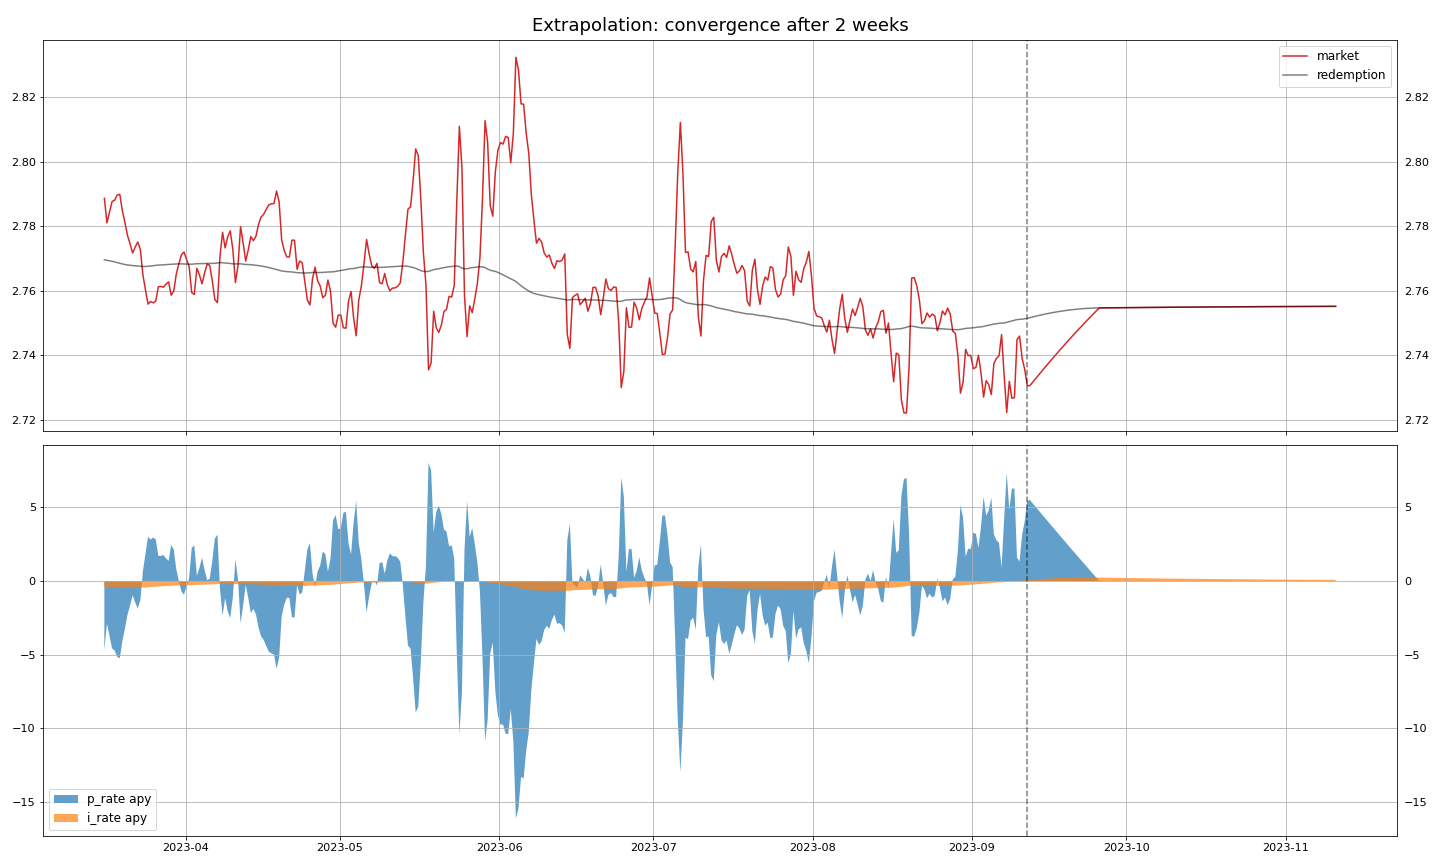 Extrapolation: convergence after 2 weeks
market
redemption
2.82 2.82
2.80 2.80
2.78 2.78
2.76 2.76
2.74 2.74
2.72 2.72
5 5
0 0
−5 −5
−10 −10
−15 −15
p_rate apy
i_rate apy
2023-04 2023-05 2023-06 2023-07 2023-08 2023-09 2023-10 2023-11